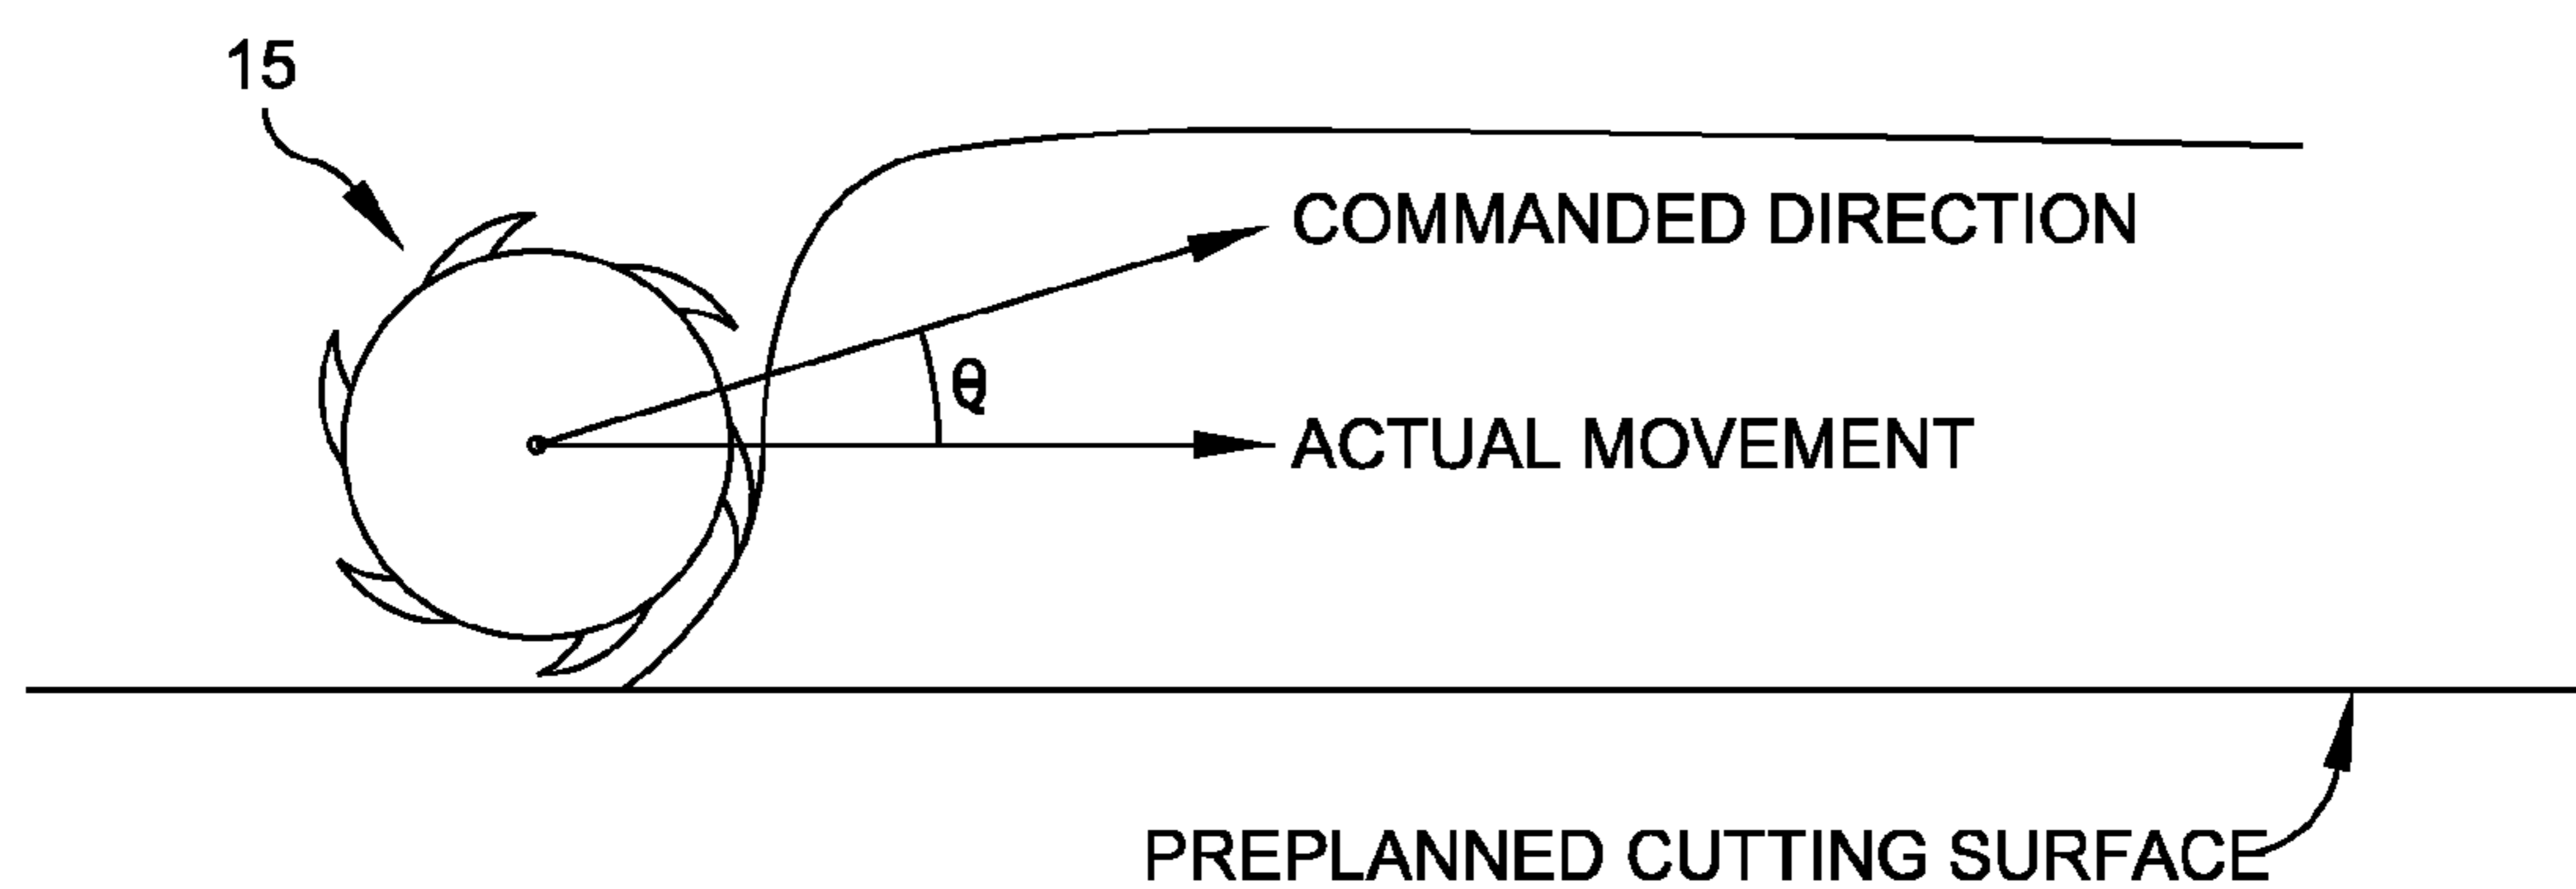 15
COMMANDED DIRECTION
θ
ACTUAL MOVEMENT
PREPLANNED CUTTING SURFACE